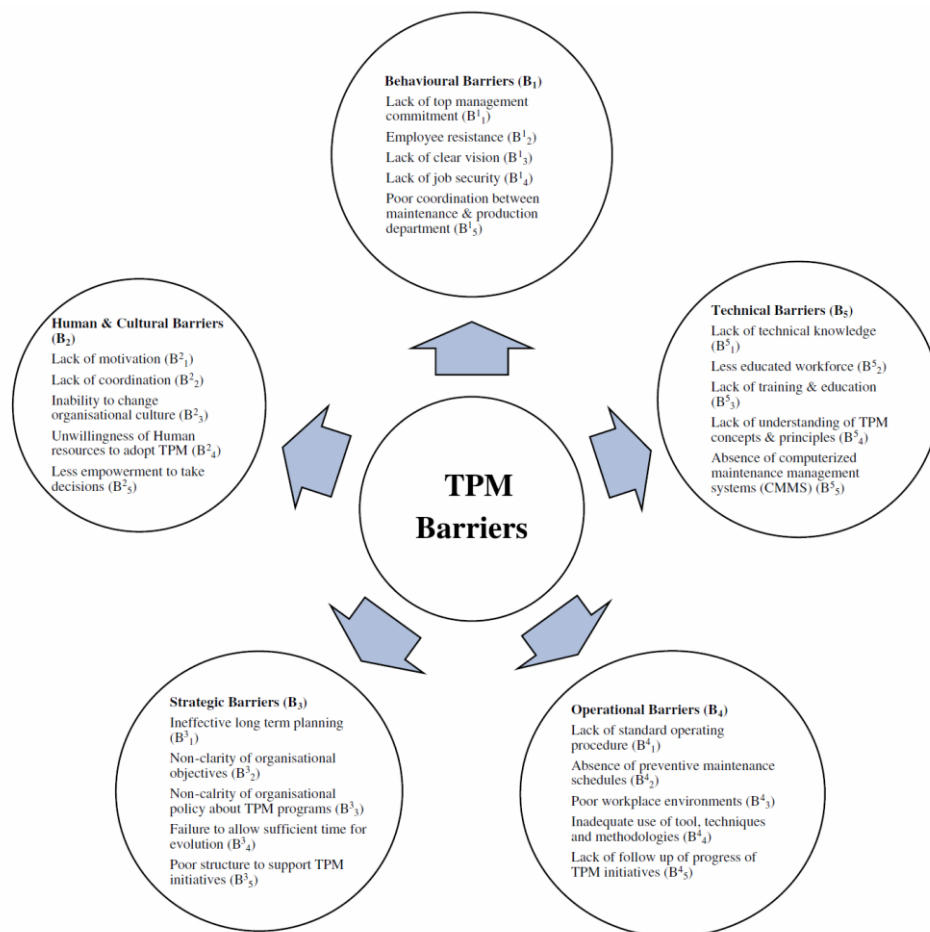 Behavioural Barriers (B₁)
Lack of top management
commitment (B¹₁)
Employee resistance (B¹₂)
Lack of clear vision (B¹₃)
Lack of job security (B¹₄)
Poor coordination between
maintenance & production
department (B¹₅)
Human & Cultural Barriers
(B₂)
Lack of motivation (B²₁)
Lack of coordination (B²₂)
Inability to change
organisational culture (B²₃)
Unwillingness of Human
resources to adopt TPM (B²₄)
Less empowerment to take
decisions (B²₅)
Technical Barriers (B₅)
Lack of technical knowledge
(B⁵₁)
Less educated workforce (B⁵₂)
Lack of training & education
(B⁵₃)
Lack of understanding of TPM
concepts & principles (B⁵₄)
Absence of computerized
maintenance management
systems (CMMS) (B⁵₅)
TPM
Barriers
Strategic Barriers (B₃)
Ineffective long term planning
(B³₁)
Non-clarity of organisational
objectives (B³₂)
Non-calrity of organisational
policy about TPM programs (B³₃)
Failure to allow sufficient time for
evolution (B³₄)
Poor structure to support TPM
initiatives (B³₅)
Operational Barriers (B₄)
Lack of standard operating
procedure (B⁴₁)
Absence of preventive maintenance
schedules (B⁴₂)
Poor workplace environments (B⁴₃)
Inadequate use of tool, techniques
and methodologies (B⁴₄)
Lack of follow up of progress of
TPM initiatives (B⁴₅)